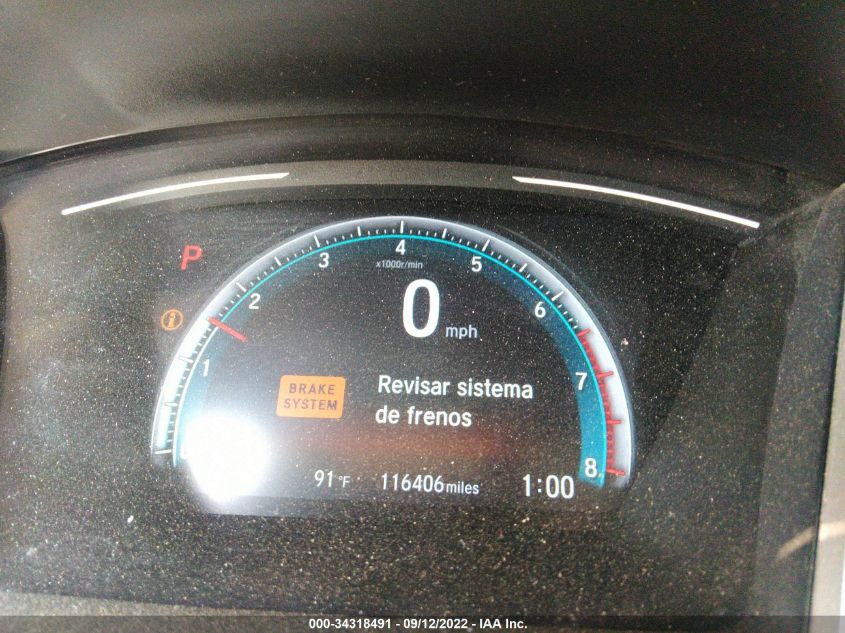 P
4
3
5
x1000r/min
2
6
0 mph
i
1
7
BRAKE
SYSTEM
Revisar sistema
de frenos
8
91°F 116406 miles 1:00
000-34318491 - 09/12/2022 - IAA Inc.